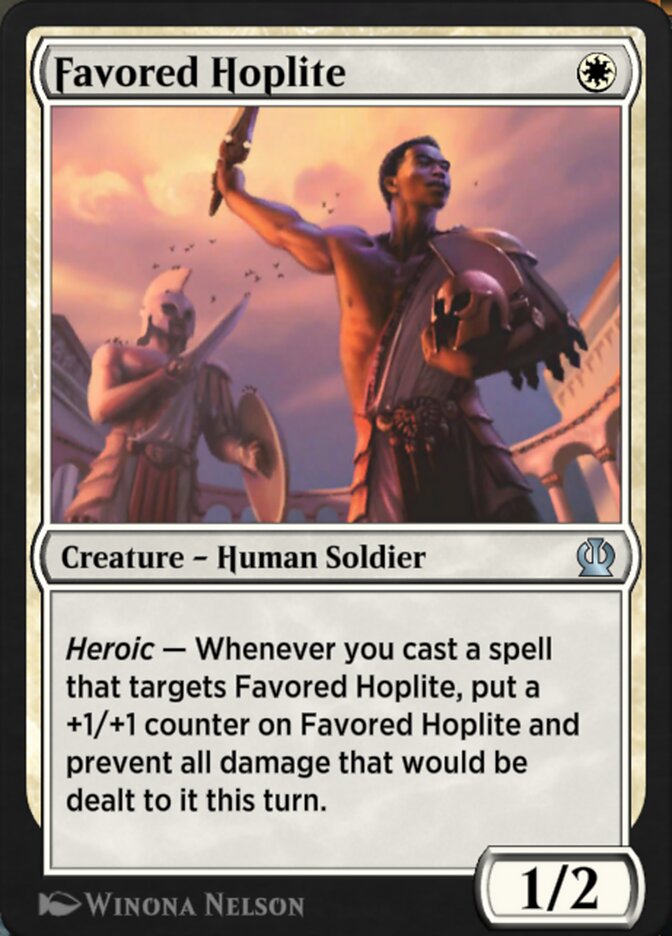 Favored Hoplite
Creature – Human Soldier
Heroic — Whenever you cast a spell
that targets Favored Hoplite, put a
+1/+1 counter on Favored Hoplite and
prevent all damage that would be
dealt to it this turn.
1/2
Winona Nelson